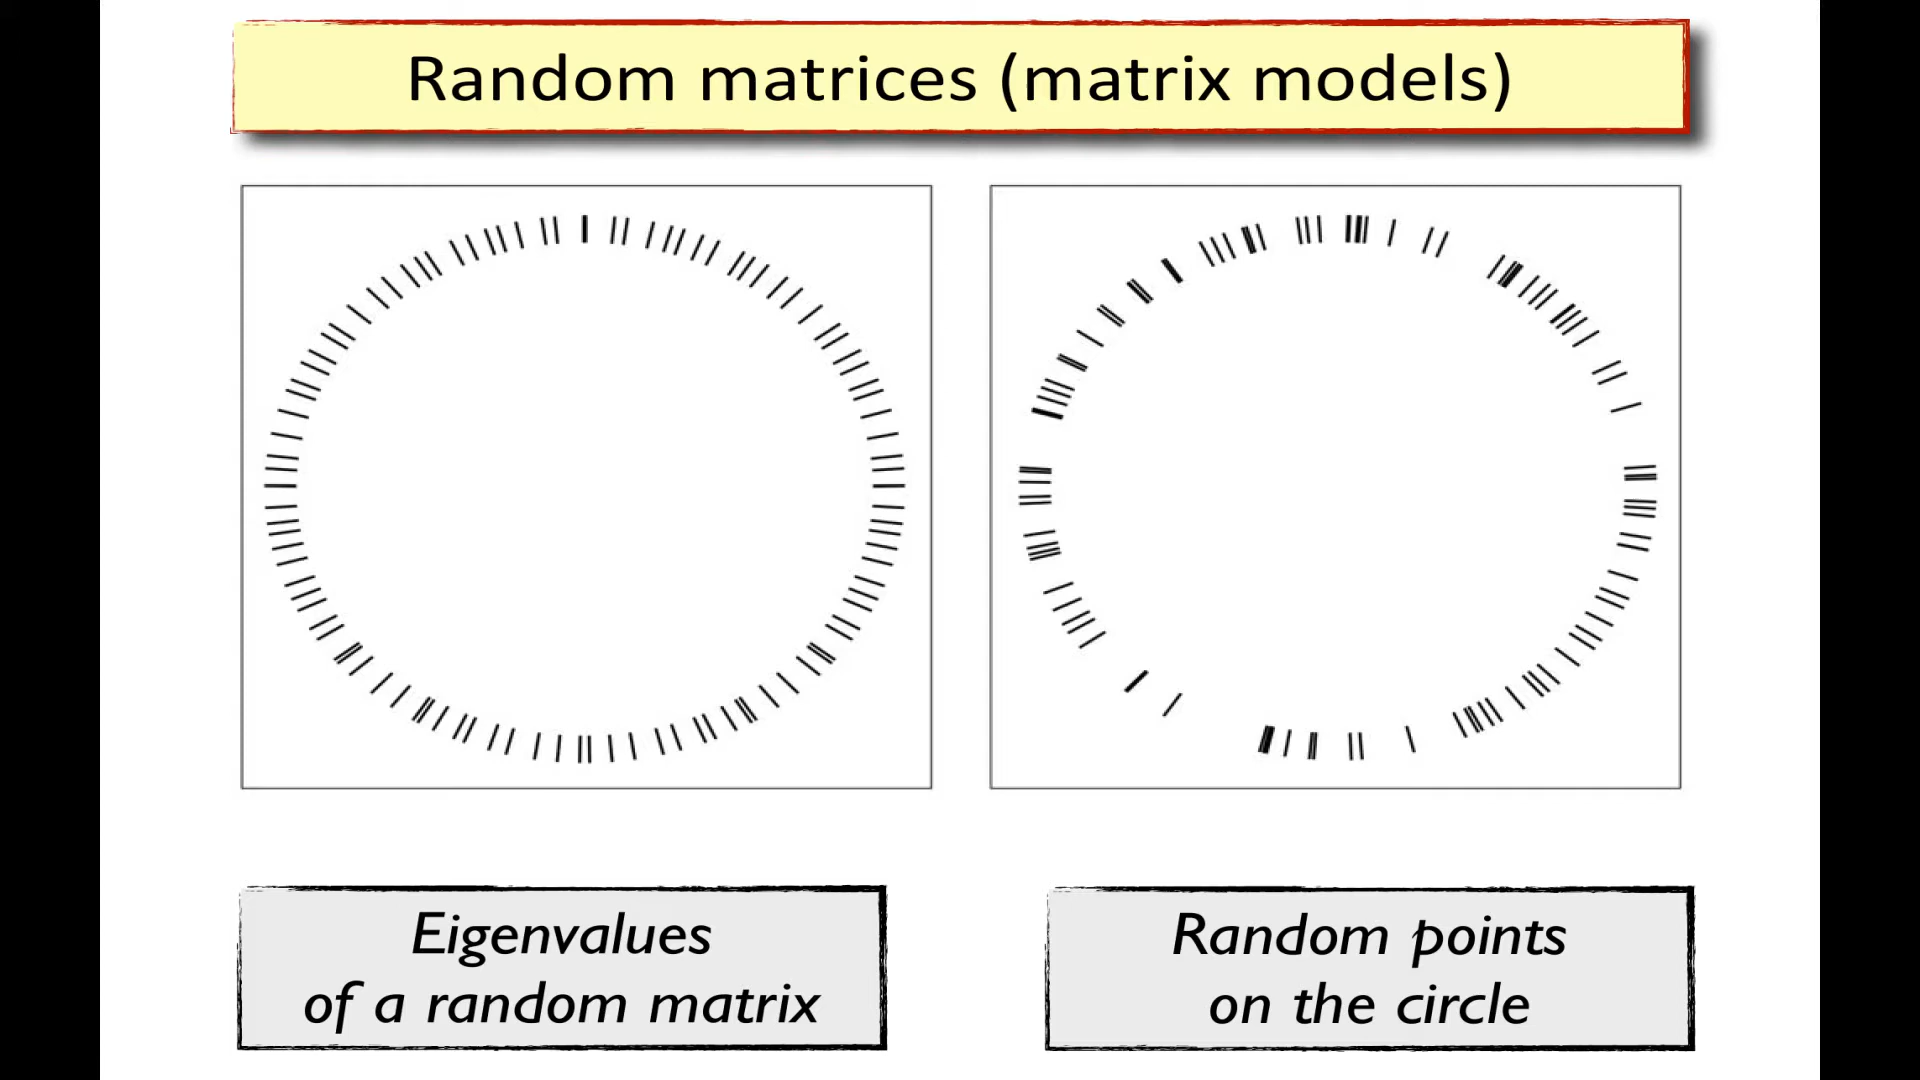 Random matrices (matrix models)
Eigenvalues
of a random matrix
Random points
on the circle